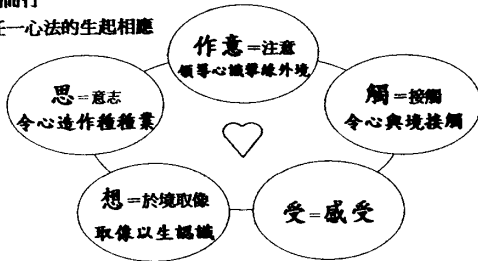 任一心法的生起相應
作意=注意
領導心識攀緣外境
觸=接觸
令心與境接觸
受=感受
想=於境取像
取像以生認識
思=意志
令心造作種種業